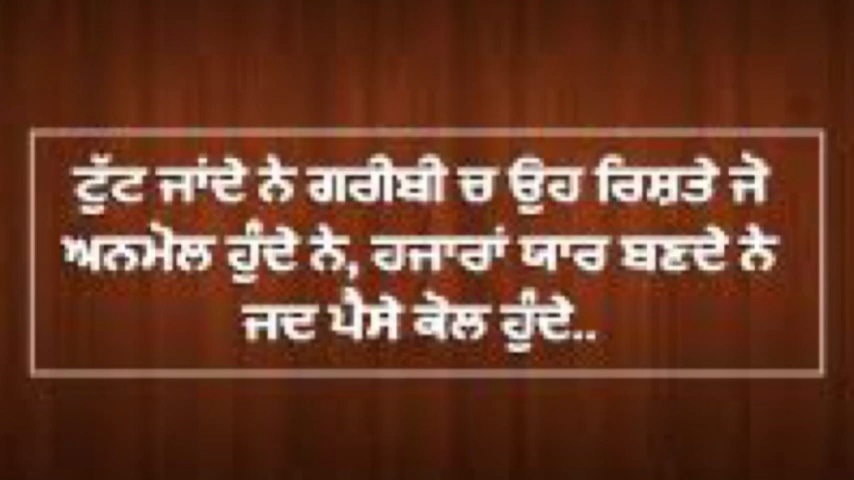 ਟੁੱਟ ਜਾਂਦੇ ਨੇ ਗਰੀਬੀ ਚ ਉਹ ਰਿਸ਼ਤੇ ਜੋ
ਅਨਮੋਲ ਹੁੰਦੇ ਨੇ, ਹਜਾਰਾਂ ਯਾਰ ਬਣਦੇ ਨੇ
ਜਦ ਪੈਸੇ ਕੋਲ ਹੁੰਦੇ..